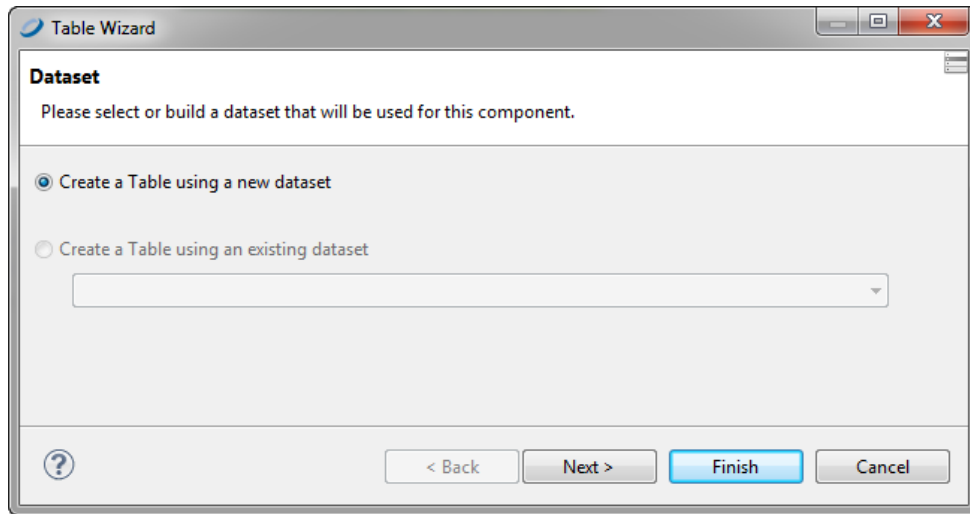 Table Wizard
Dataset
Please select or build a dataset that will be used for this component.
Create a Table using a new dataset
Create a Table using an existing dataset
?
< Back Next > Finish Cancel